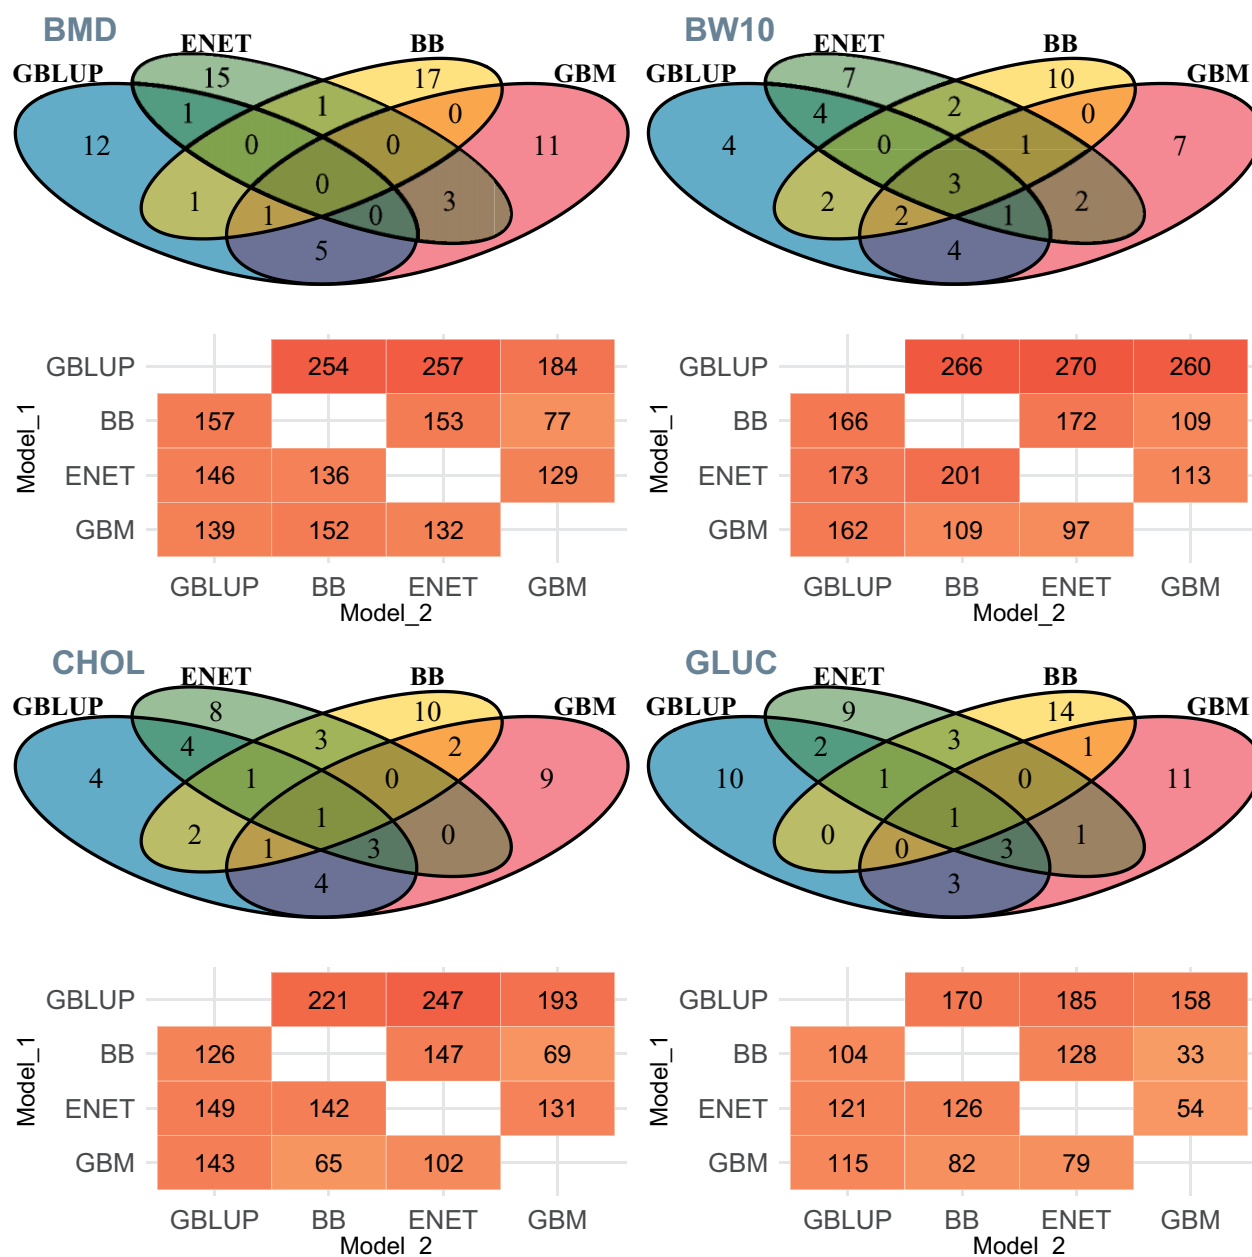 BMD
ENET
BB
GBLUP
GBM
15
17
1
1
0
12
0
0
11
0
1
1
0
3
5
BW10
ENET
BB
GBLUP
GBM
7
10
4
2
0
4
0
1
7
3
2
2
1
2
4
Model_1
GBLUP 254 257 184
BB 157 153 77
ENET 146 136 129
GBM 139 152 132
GBLUP BB ENET GBM
Model_2
Model_1
GBLUP 266 270 260
BB 166 172 109
ENET 173 201 113
GBM 162 109 97
GBLUP BB ENET GBM
Model_2
CHOL
ENET
BB
GBLUP
GBM
8
10
4
3
2
4
1
0
9
1
2
1
3
0
4
GLUC
ENET
BB
GBLUP
GBM
9
14
2
3
1
10
1
0
11
1
0
0
3
1
3
Model_1
GBLUP 221 247 193
BB 126 147 69
ENET 149 142 131
GBM 143 65 102
GBLUP BB ENET GBM
Model_2
Model_1
GBLUP 170 185 158
BB 104 128 33
ENET 121 126 54
GBM 115 82 79
GBLUP BB ENET GBM
Model_2